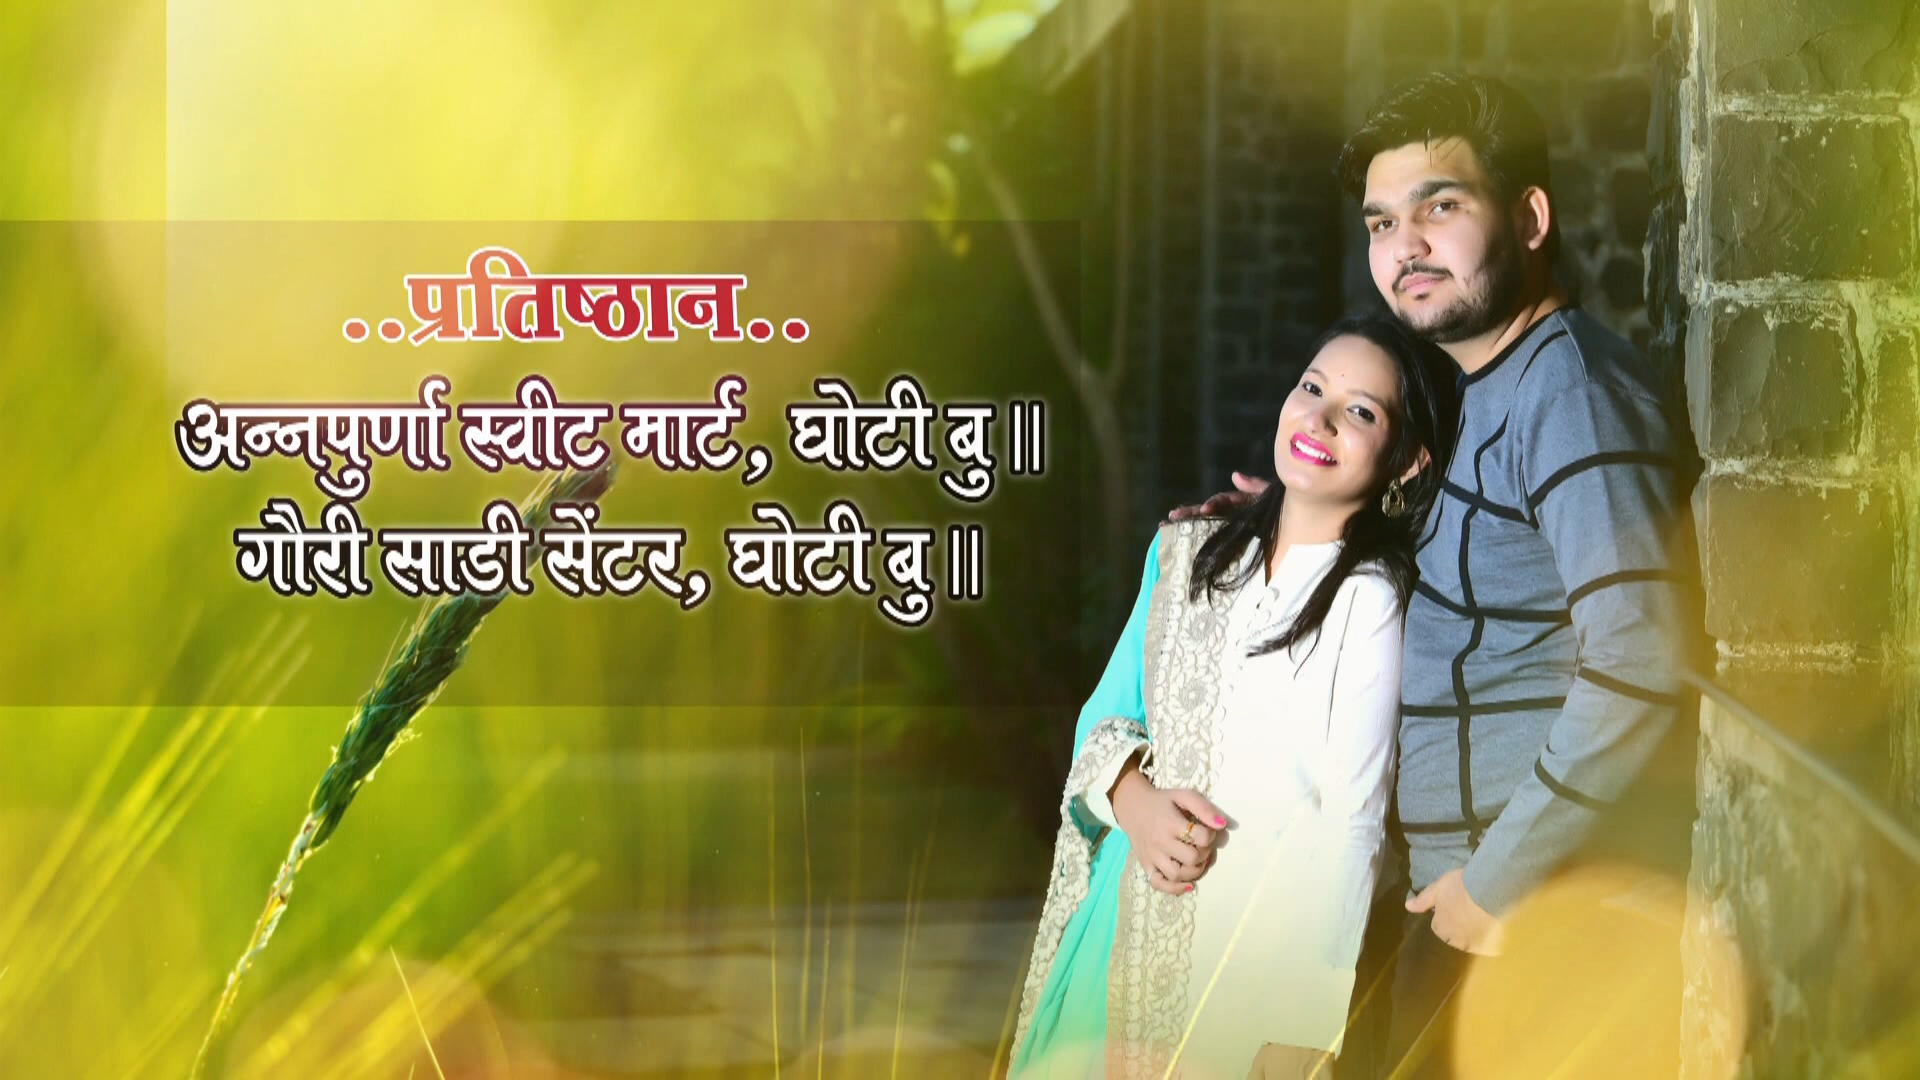 ..प्रतिष्ठान..
अन्नपुर्णा स्वीट मार्ट, घोटी बु ||
गौरी साडी सेंटर, घोटी बु ||